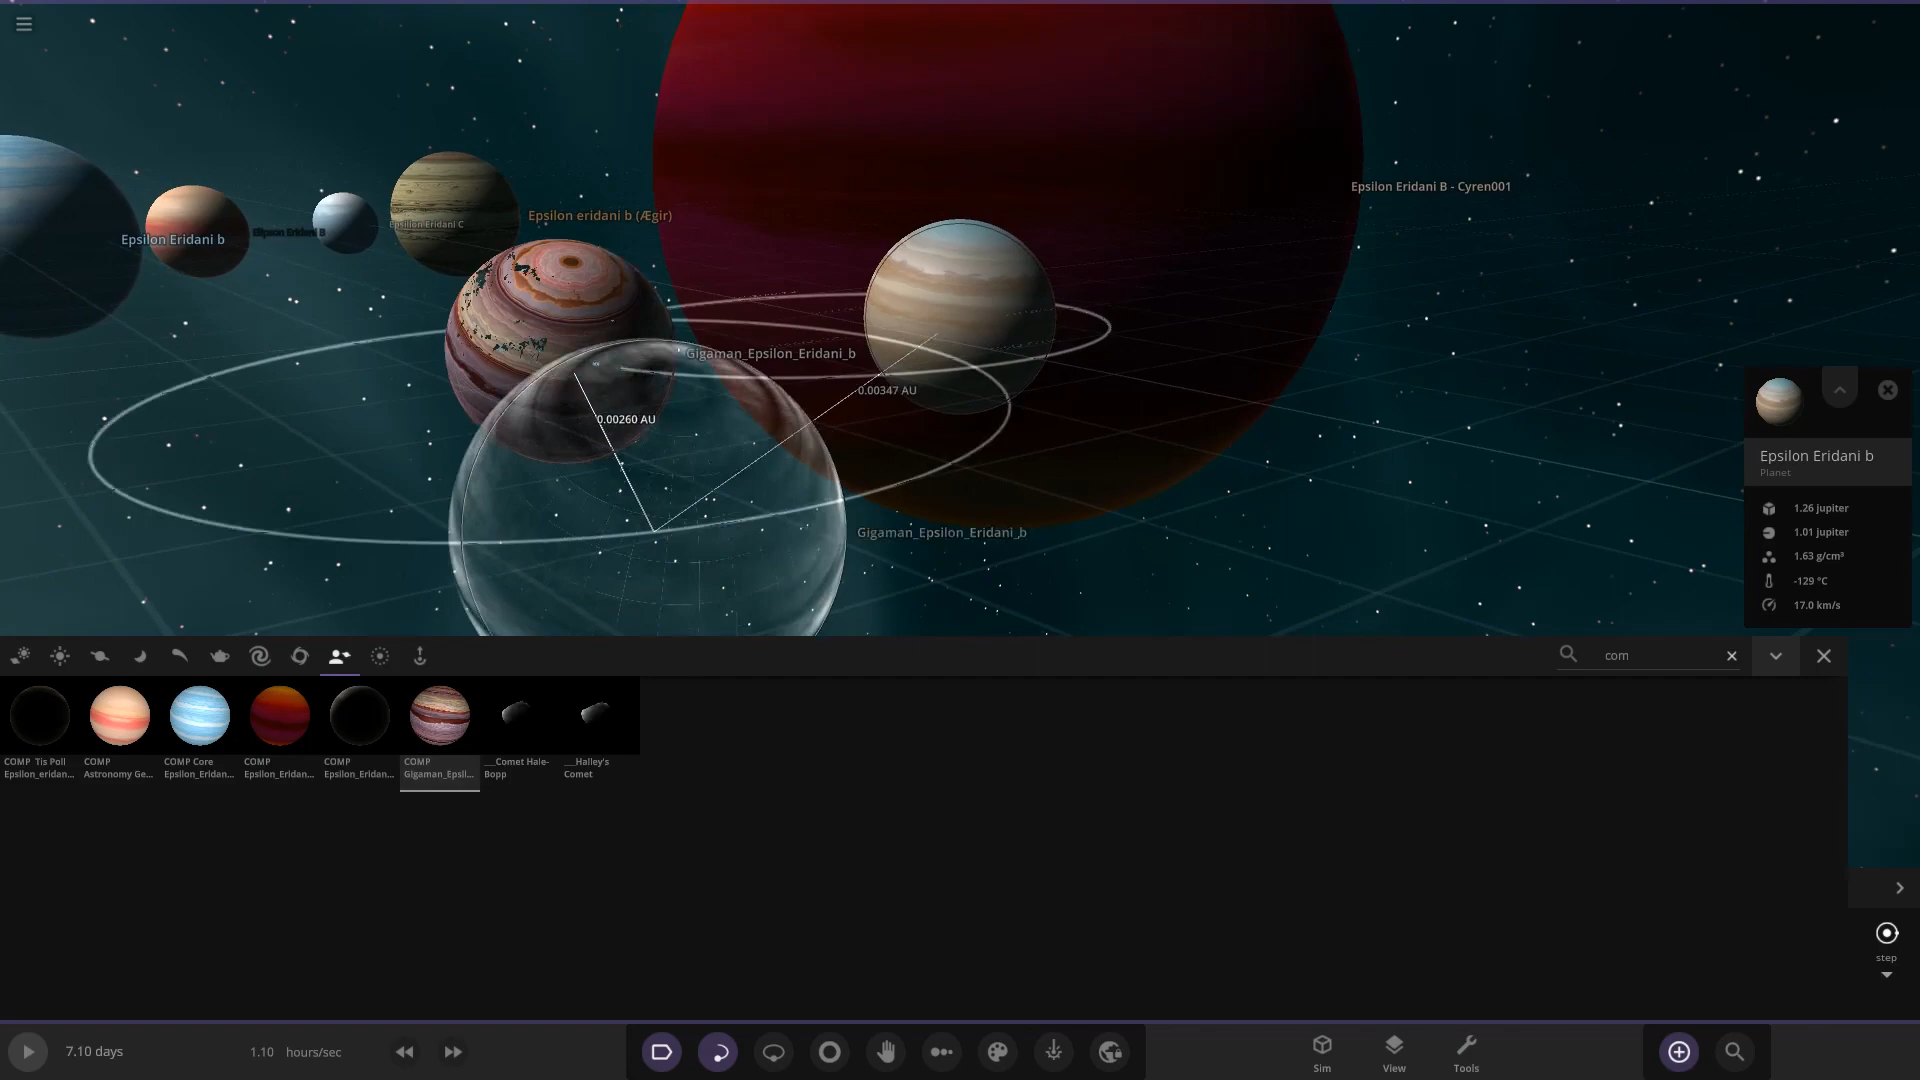 Epsilon Eridani B - Cyren001
Epsilon eridani b (Ægir)
Epsilon Eridani C
Epsilon Eridani b
Gigaman_Epsilon_Eridani_b
0.00347 AU
0.00260 AU
Gigaman_Epsilon_Eridani_b
Epsilon Eridani b
Planet
1.26 jupiter
1.01 jupiter
1.63 g/cm³
-129 °C
17.0 km/s
com
COMP Tis Poll
Epsilon_eridan...
COMP
Astronomy Ge...
COMP Core
Epsilon_Eridan...
COMP
Epsilon_Eridan...
COMP
Epsilon_Eridan...
COMP
Gigaman_Epsil...
__Comet Hale-
Bopp
__Halley's
Comet
step
7.10 days
1.10 hours/sec
Sim
View
Tools